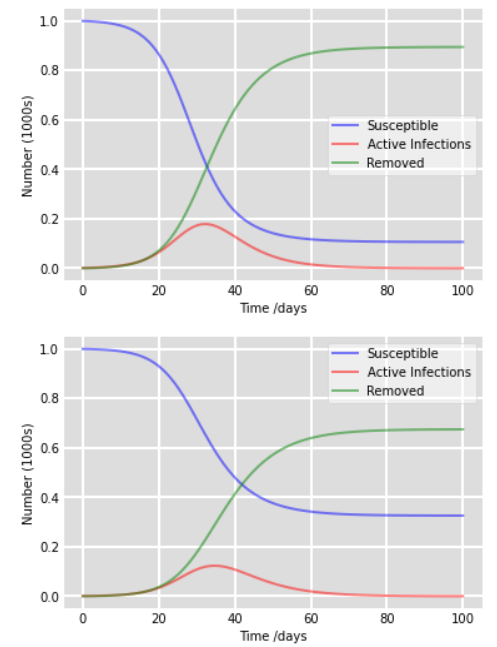 1.0
0.8
0.6
0.4
0.2
0.0
Number (1000s)
Susceptible
Active Infections
Removed
0 20 40 60 80 100
Time /days
1.0
0.8
0.6
0.4
0.2
0.0
Number (1000s)
Susceptible
Active Infections
Removed
0 20 40 60 80 100
Time /days